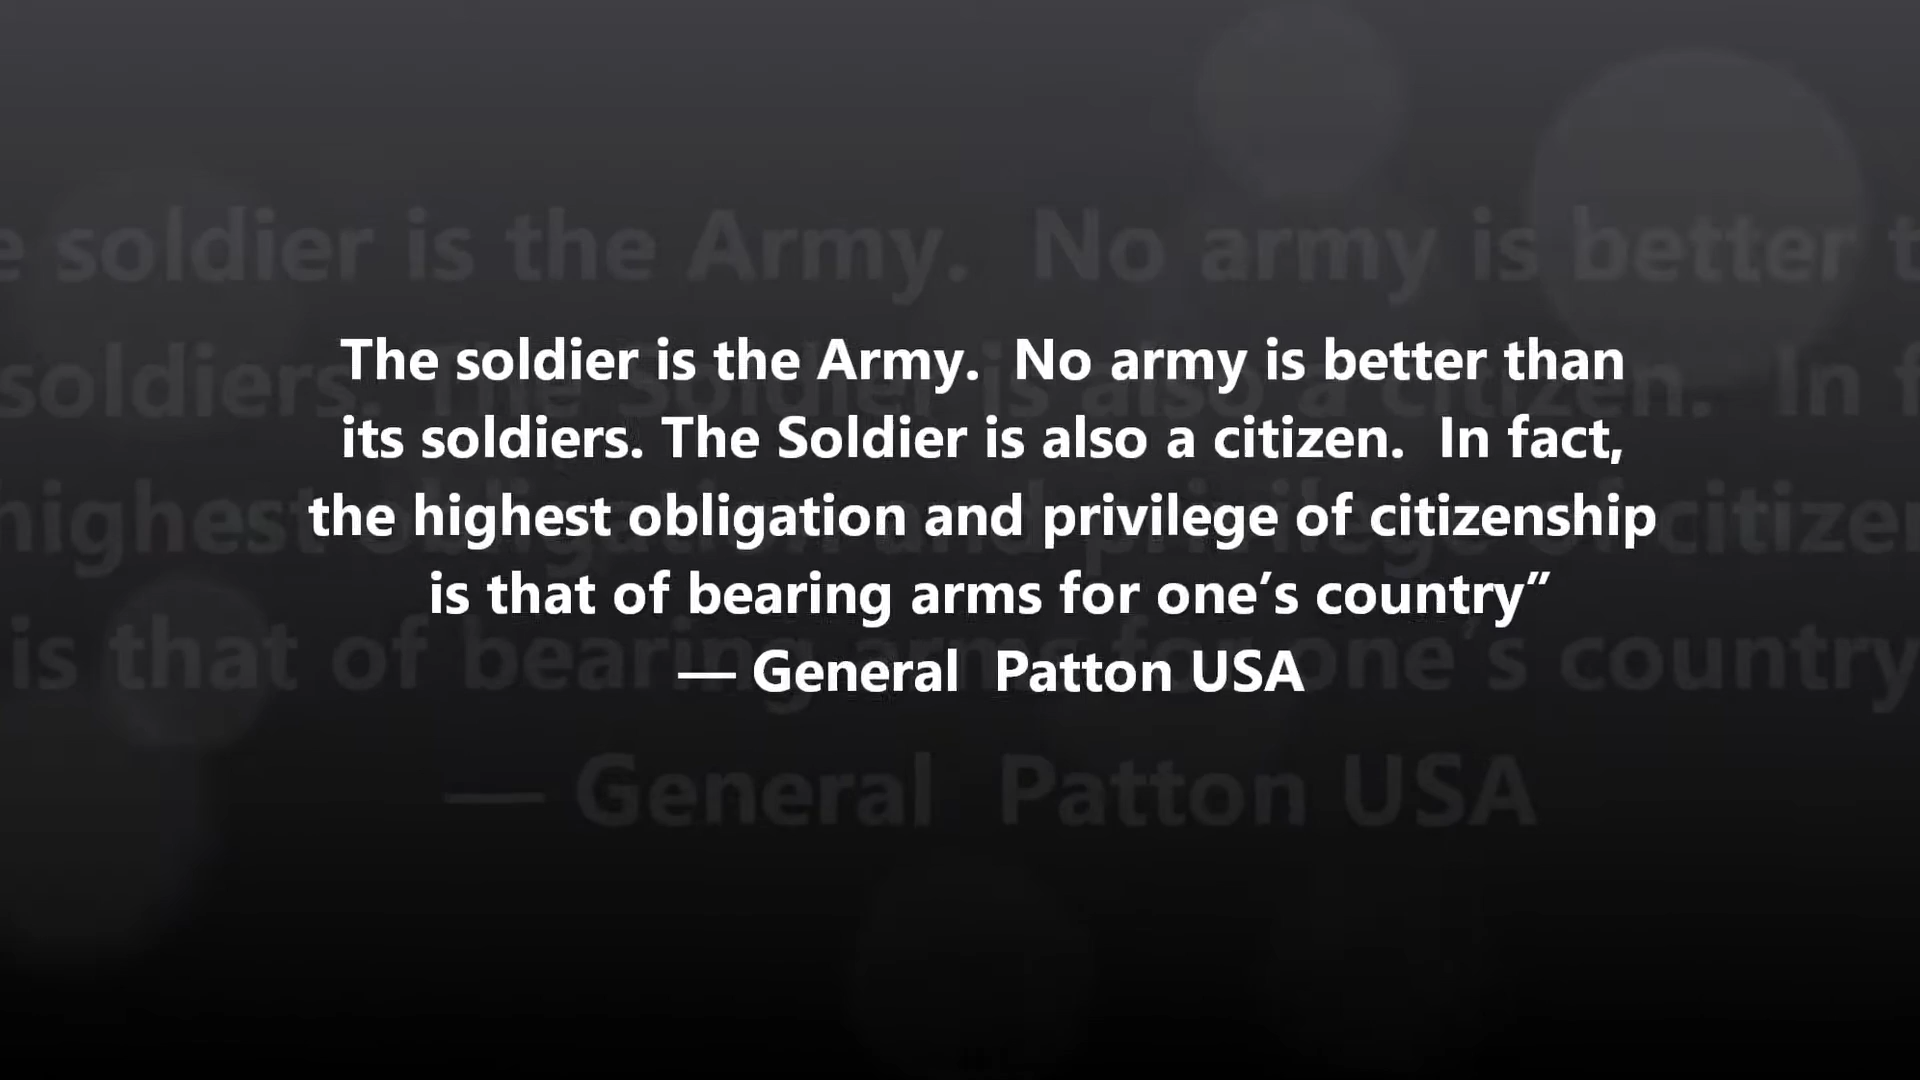 The soldier is the Army.  No army is better than
its soldiers. The Soldier is also a citizen.  In fact,
the highest obligation and privilege of citizenship
is that of bearing arms for one’s country”
— General  Patton USA